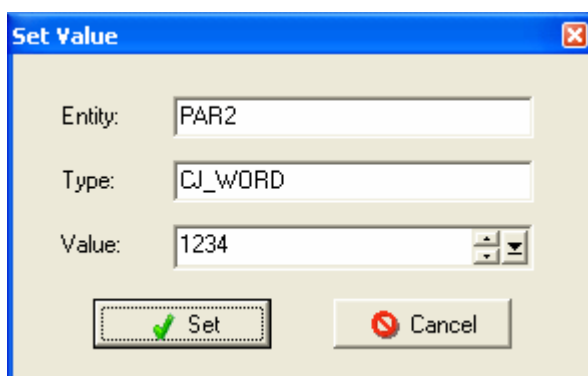 Set Value
Entity: PAR2
Type: CJ_WORD
Value: 1234
Set Cancel